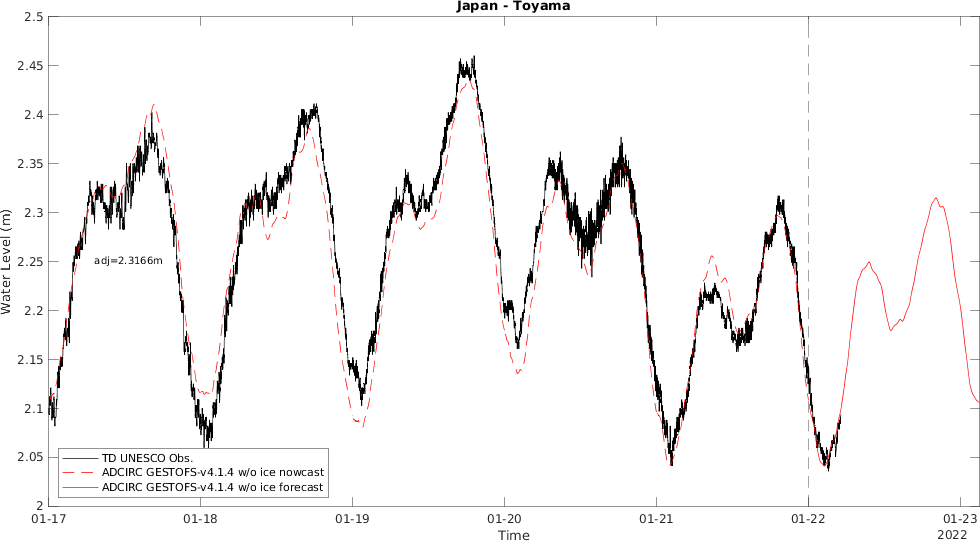 Japan - Toyama
2.5
2.45
2.4
2.35
2.3
2.25
2.2
2.15
2.1
2.05
2
Water Level (m)
adj=2.3166m
TD UNESCO Obs.
ADCIRC GESTOFS-v4.1.4 w/o ice nowcast
ADCIRC GESTOFS-v4.1.4 w/o ice forecast
01-17 01-18 01-19 01-20 01-21 01-22 01-23
Time 2022